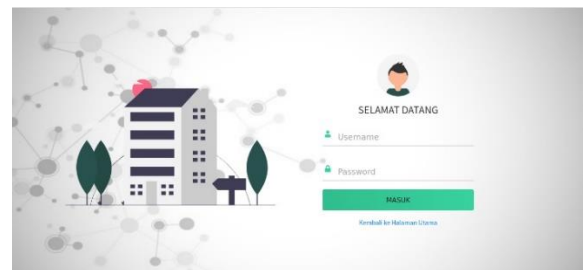 SELAMAT DATANG
Username
Password
MASUK
Kembali ke Halaman Utama